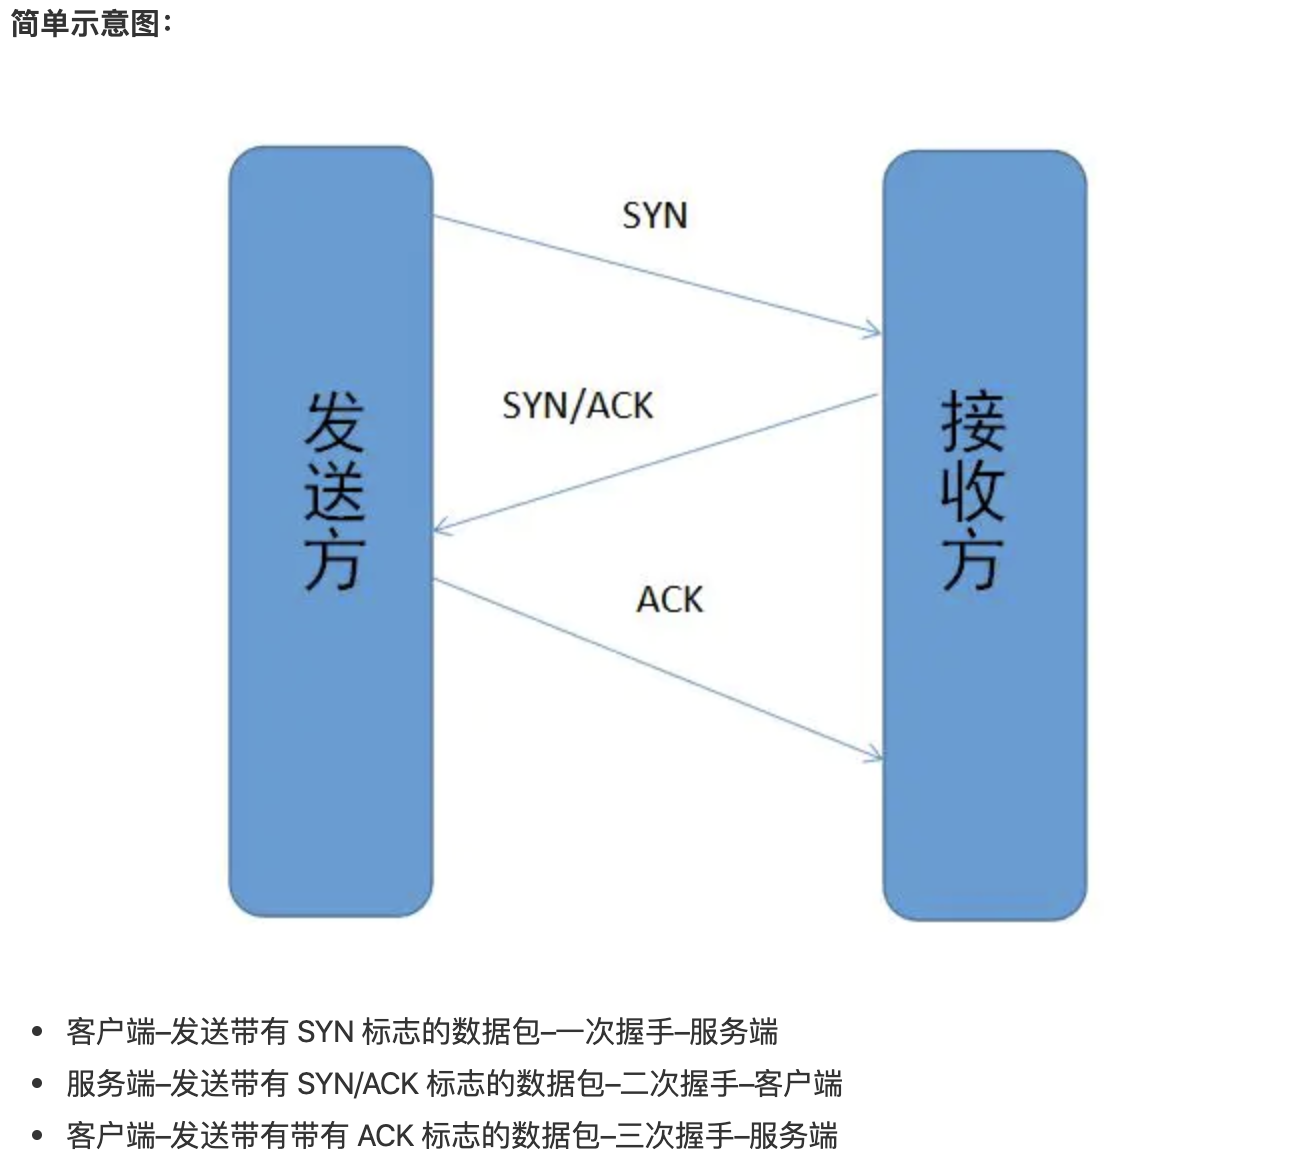 简单示意图：
SYN
SYN/ACK
发送方
接收方
ACK
客户端–发送带有 SYN 标志的数据包–一次握手–服务端
服务端–发送带有 SYN/ACK 标志的数据包–二次握手–客户端
客户端–发送带有带有 ACK 标志的数据包–三次握手–服务端